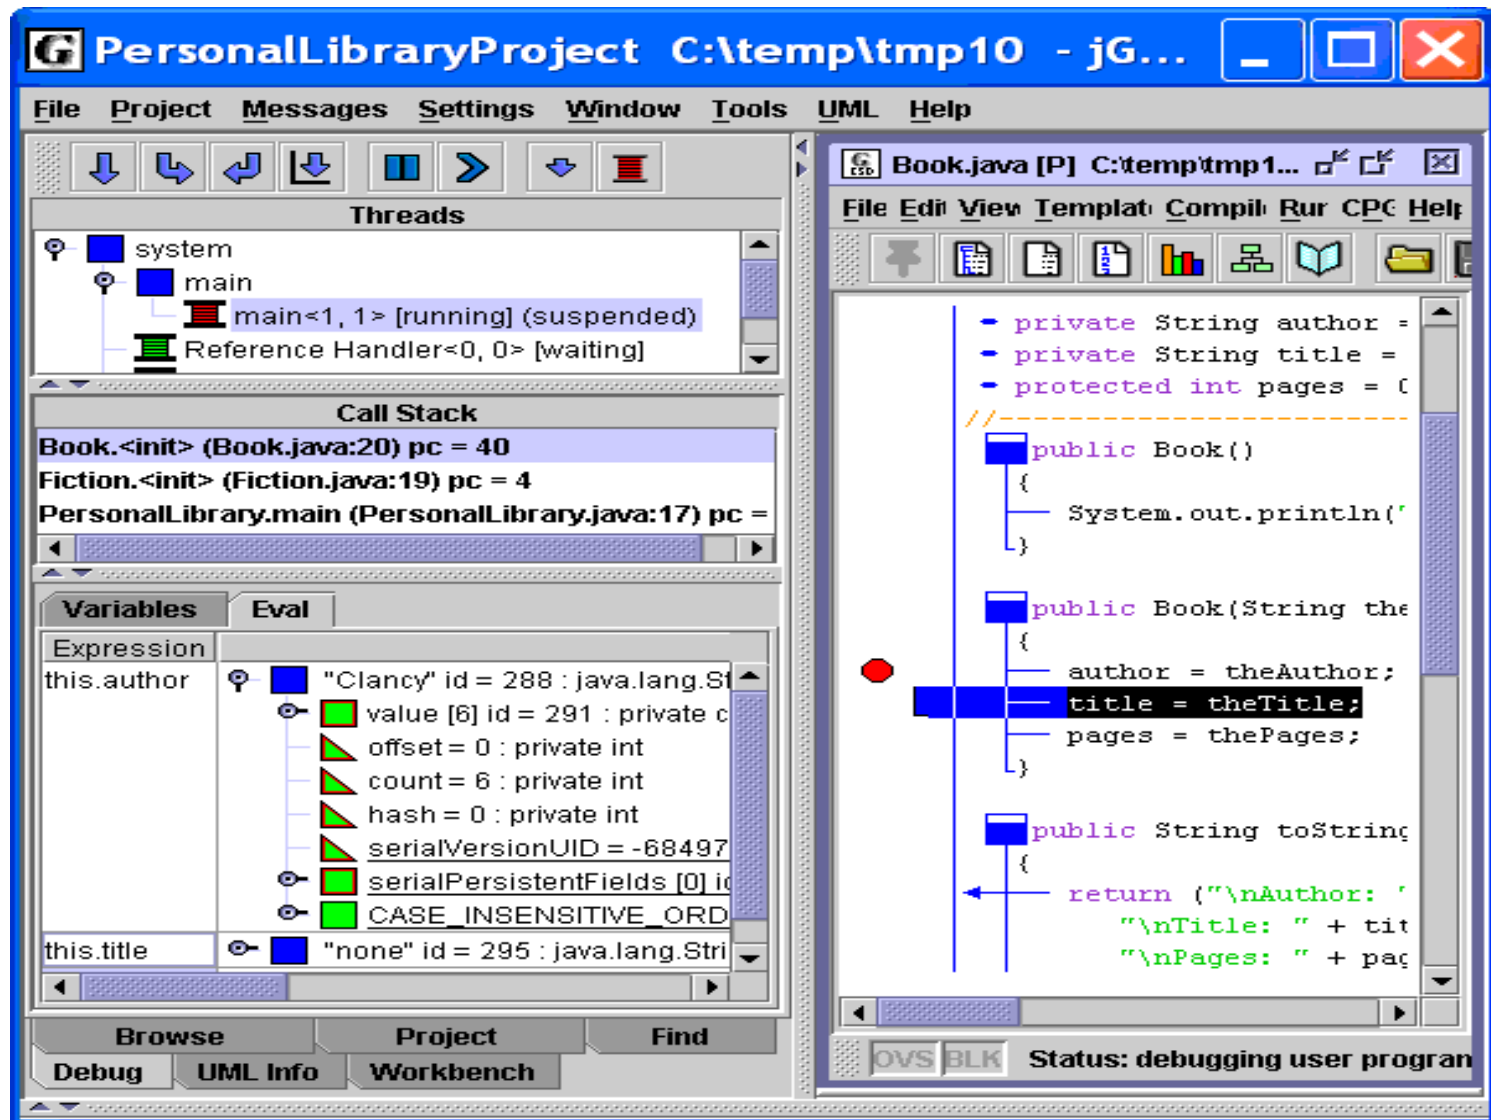 PersonalLibraryProject C:\temp\tmp10 - jG...
File Project Messages Settings Window Tools UML Help
Threads
system
main
main<1, 1> [running] (suspended)
Reference Handler<0, 0> [waiting]
Call Stack
Book.<init> (Book.java:20) pc = 40
Fiction.<init> (Fiction.java:19) pc = 4
PersonalLibrary.main (PersonalLibrary.java:17) pc =
Variables Eval
Expression
this.author "Clancy" id = 288 : java.lang.St
value [6] id = 291 : private c
offset = 0 : private int
count = 6 : private int
hash = 0 : private int
serialVersionUID = -68497
serialPersistentFields [0] id
CASE_INSENSITIVE_ORD
this.title "none" id = 295 : java.lang.Stri
Browse Project Find
Debug UML Info Workbench
Book.java [P] C:\temp\tmp1...
File Edit View Templat Compil Rur CPG Help
private String author =
private String title =
protected int pages = 0
//---------------------------
public Book()
{
System.out.println("
}
public Book(String the
{
author = theAuthor;
title = theTitle;
pages = thePages;
}
public String toString
{
return ("\nAuthor: "
"\nTitle: " + tit
"\nPages: " + pag
OVS BLK Status: debugging user program